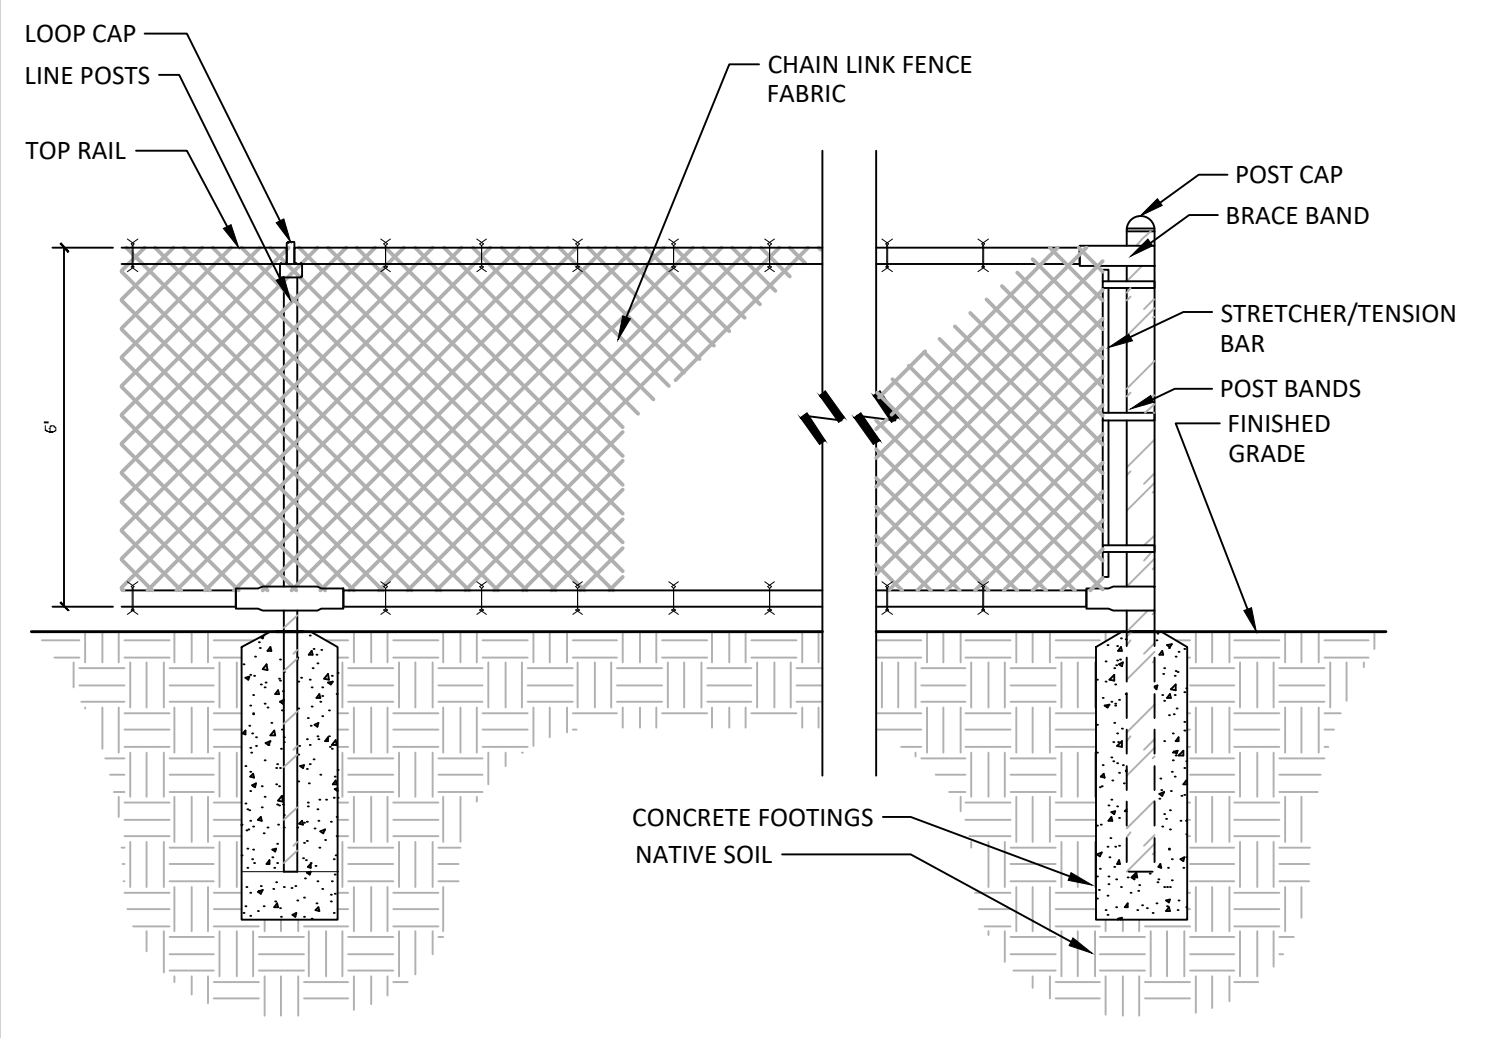 LOOP CAP
LINE POSTS
TOP RAIL
CHAIN LINK FENCE
FABRIC
POST CAP
BRACE BAND
STRETCHER/TENSION
BAR
POST BANDS
FINISHED
GRADE
6'
CONCRETE FOOTINGS
NATIVE SOIL